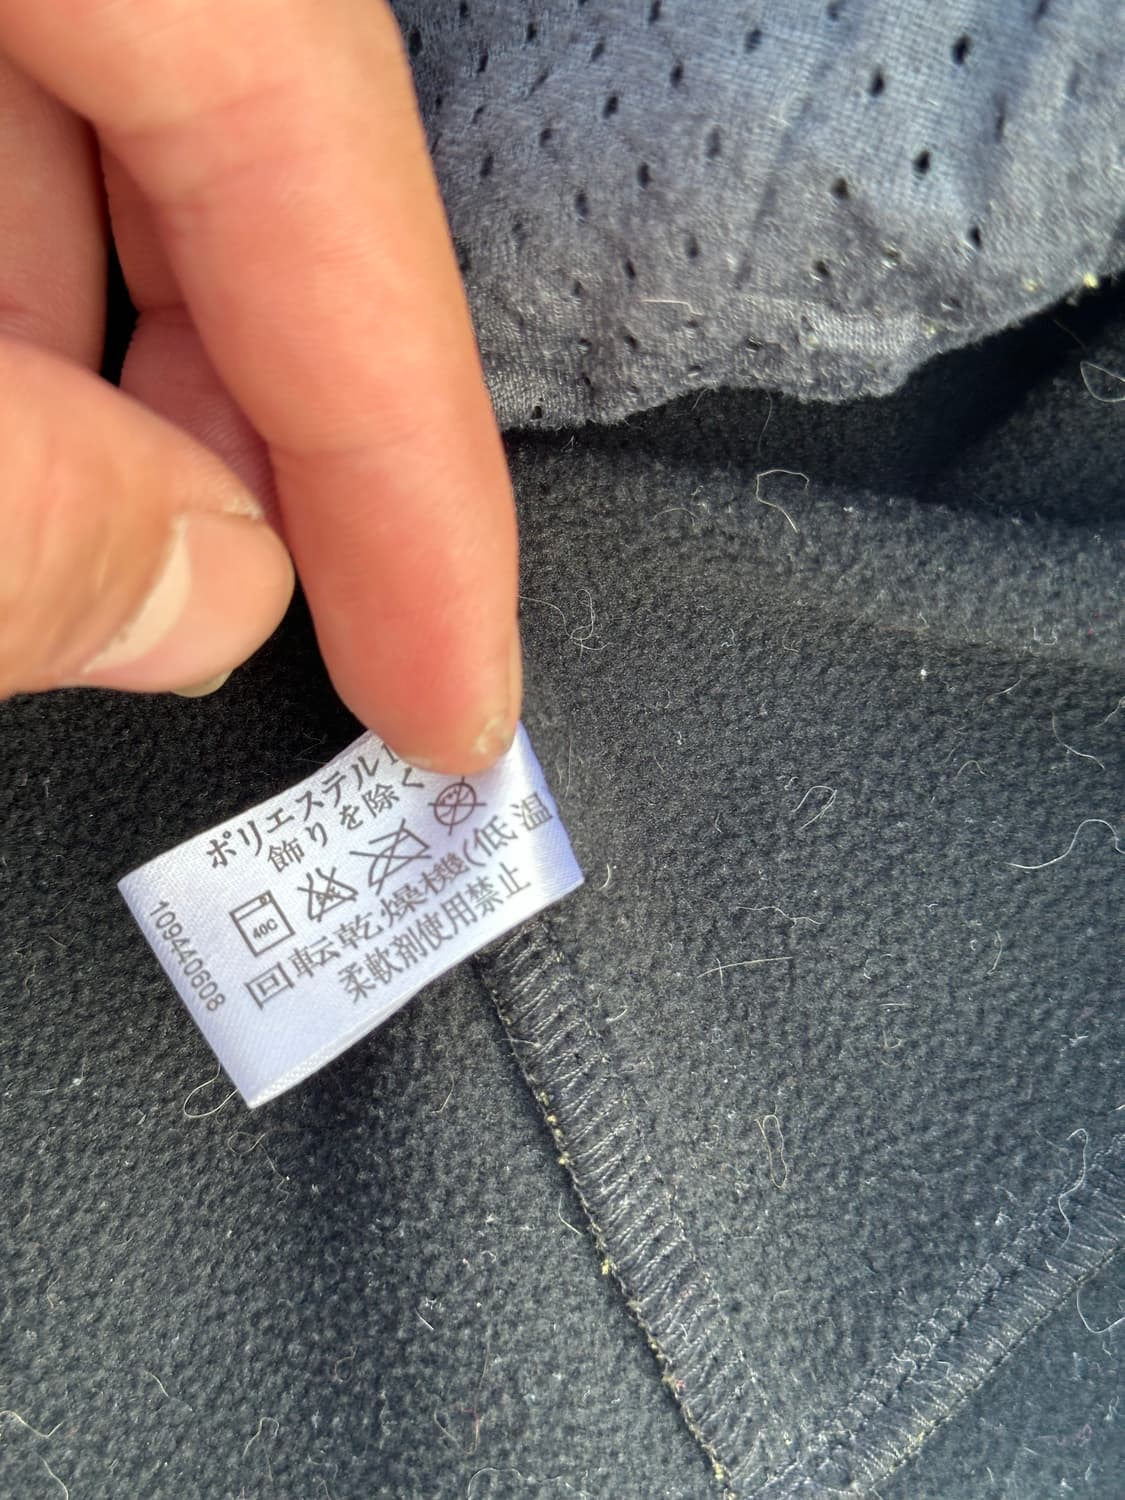 ポリエステル1
飾りを除く
40C
回転乾燥機(低温
柔軟剤使用禁止
109440608